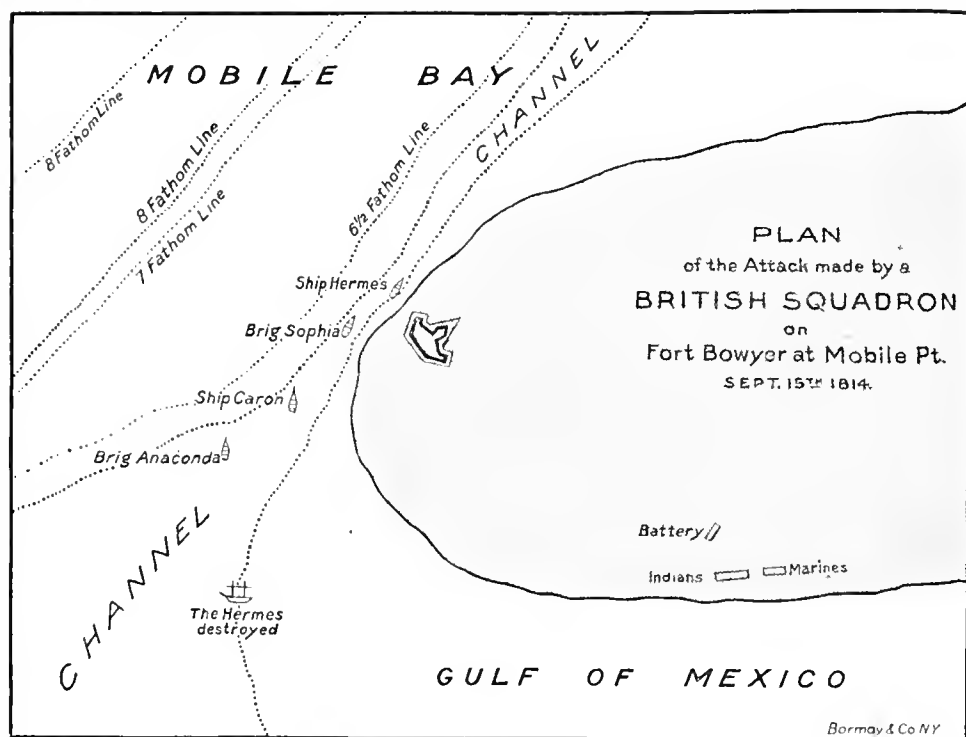 MOBILE BAY
CHANNEL
8 Fathom Line
8 Fathom Line
7 Fathom Line
6½ Fathom Line
PLAN
of the Attack made by a
BRITISH SQUADRON
on
Fort Bowyer at Mobile Pt.
SEPT. 15TH 1814.
Ship Hermes
Brig Sophia
Ship Caron
Brig Anaconda
Battery
Indians
Marines
The Hermes
destroyed
CHANNEL
GULF OF MEXICO
Bormay & Co NY